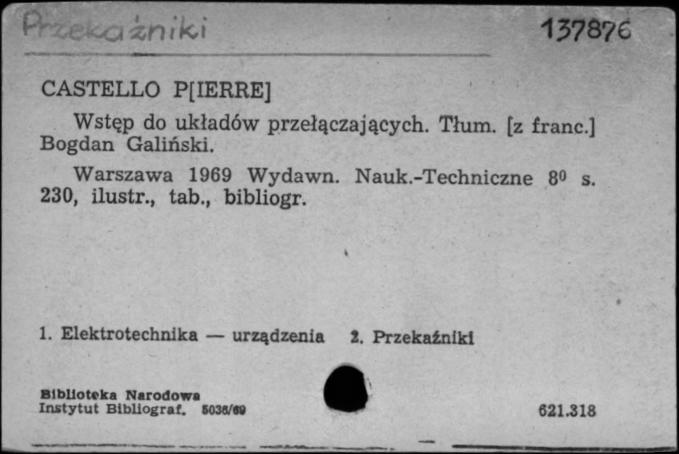 Przekaźniki 137876
CASTELLO P[IERRE]
Wstęp do układów przełączających. Tłum. [z franc.]
Bogdan Galiński.
Warszawa 1969 Wydawn. Nauk.-Techniczne 8⁰ s.
230, ilustr., tab., bibliogr.
1. Elektrotechnika — urządzenia 2. Przekaźniki
Biblioteka Narodowa
Instytut Bibliograf. 5036/69 621.318